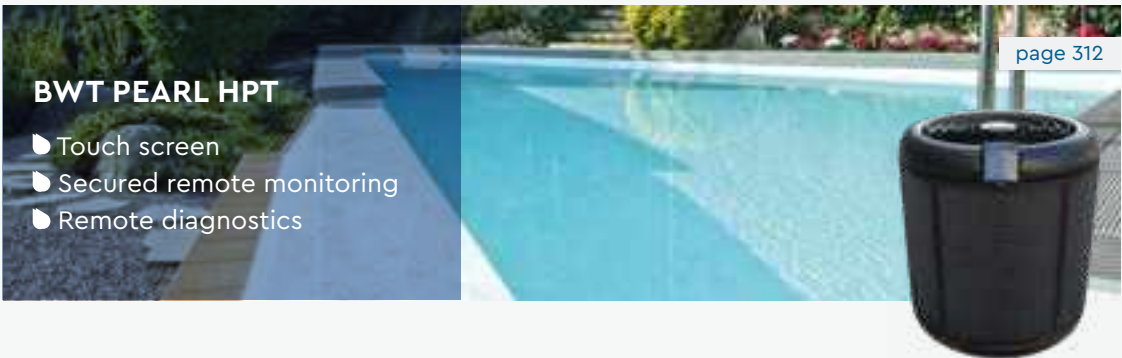 page 312
BWT PEARL HPT
Touch screen
Secured remote monitoring
Remote diagnostics